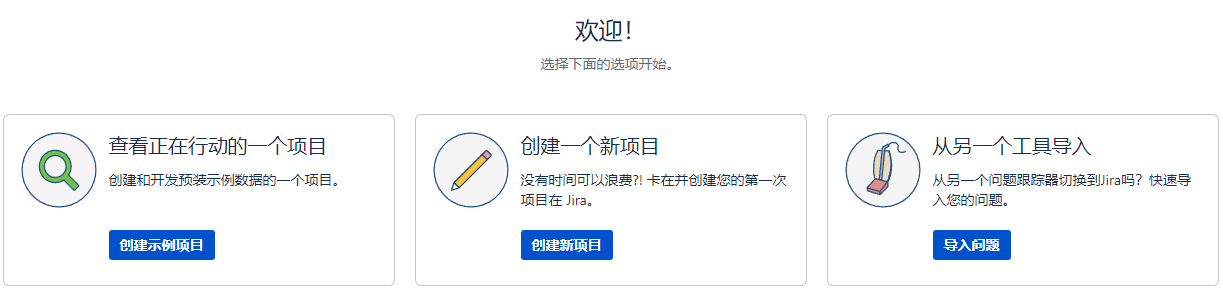 欢迎！
选择下面的选项开始。
查看正在行动的一个项目
创建和开发预装示例数据的一个项目。
创建示例项目
创建一个新项目
没有时间可以浪费?! 卡在并创建您的第一次
项目在 Jira。
创建新项目
从另一个工具导入
从另一个问题跟踪器切换到Jira吗？快速导
入您的问题。
导入问题